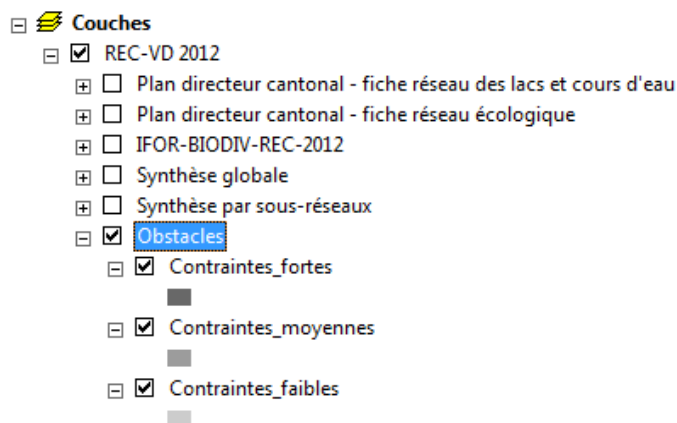 Couches
REC-VD 2012
Plan directeur cantonal - fiche réseau des lacs et cours d'eau
Plan directeur cantonal - fiche réseau écologique
IFOR-BIODIV-REC-2012
Synthèse globale
Synthèse par sous-réseaux
Obstacles
Contraintes_fortes
Contraintes_moyennes
Contraintes_faibles